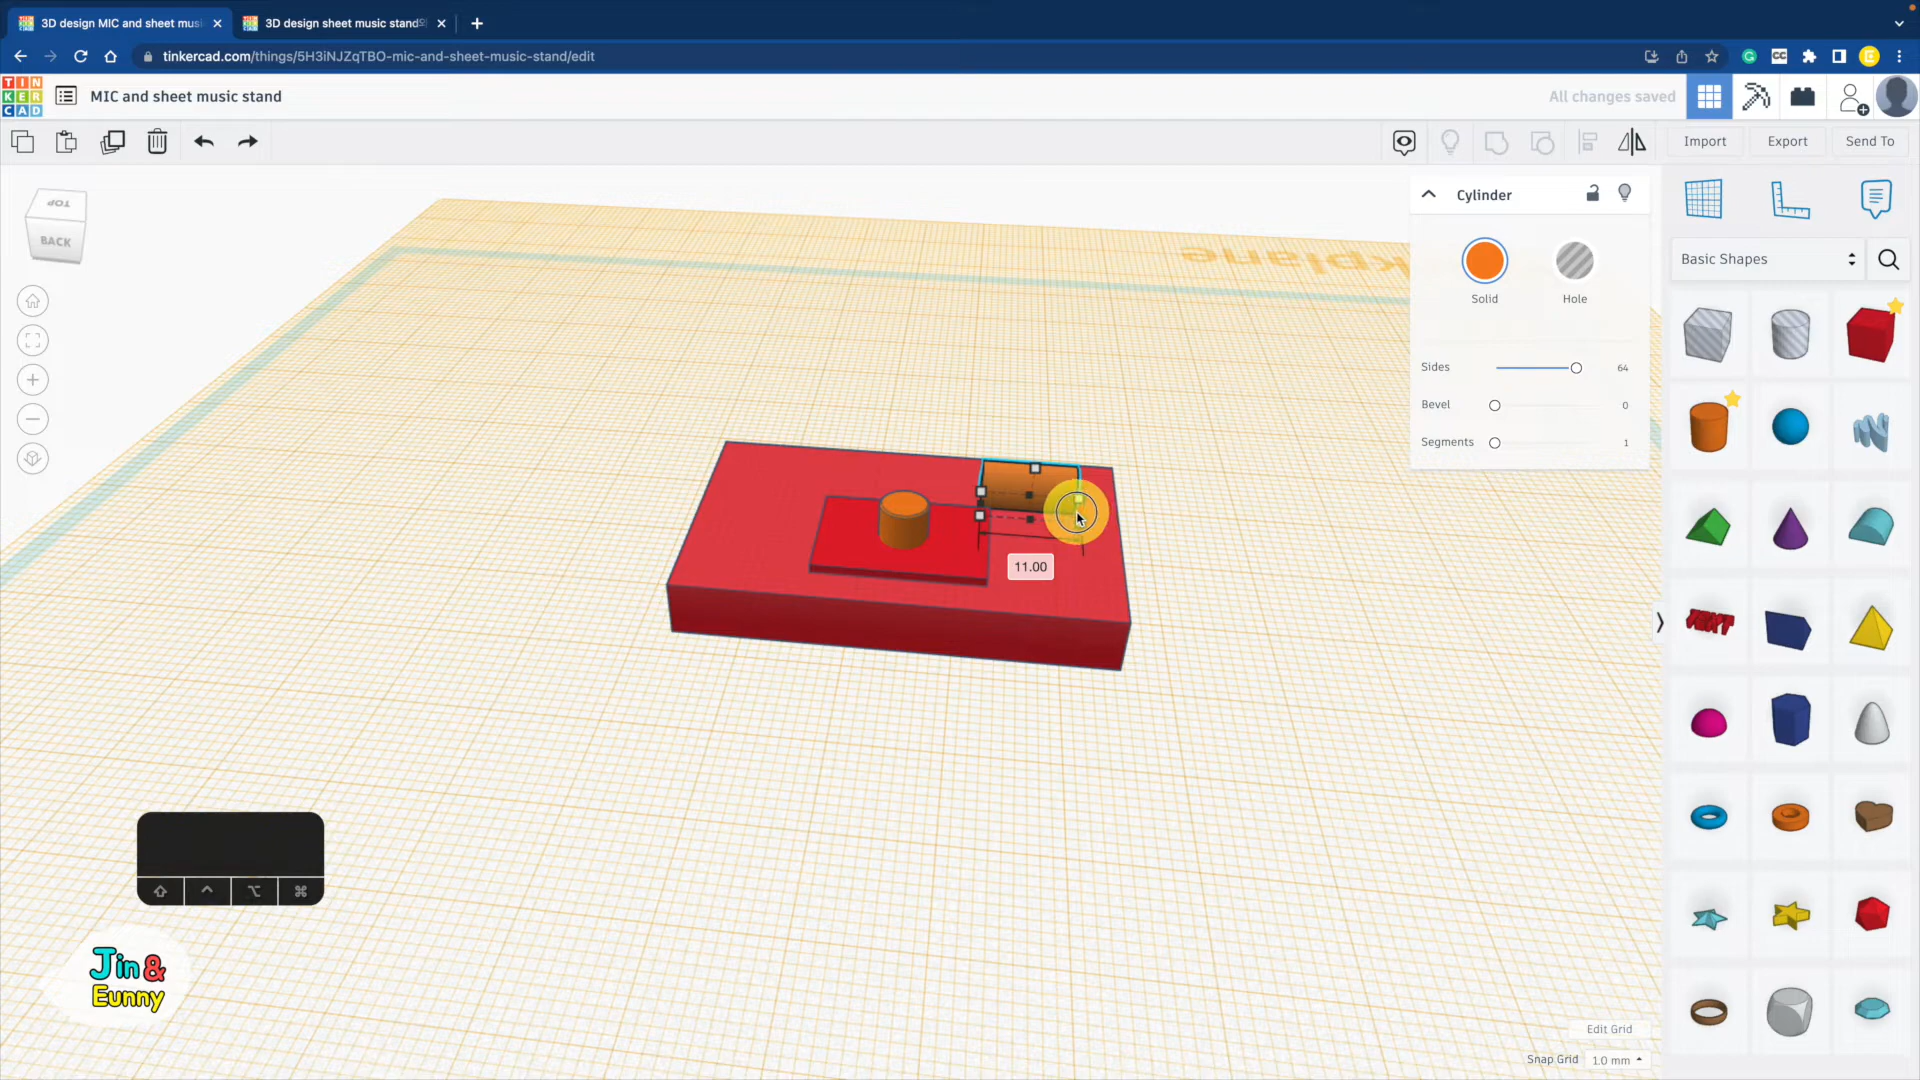 3D design MIC and sheet music
3D design sheet music stand
tinkercad.com/things/5H3iNJZqTBO-mic-and-sheet-music-stand/edit
CC
TIN
KER
CAD
MIC and sheet music stand
All changes saved
Import
Export
Send To
TOP
BACK
Cylinder
Solid
Hole
Sides
64
Bevel
0
Segments
1
Basic Shapes
11.00
TEXT
Jin&
Eunny
Edit Grid
Snap Grid
1.0 mm